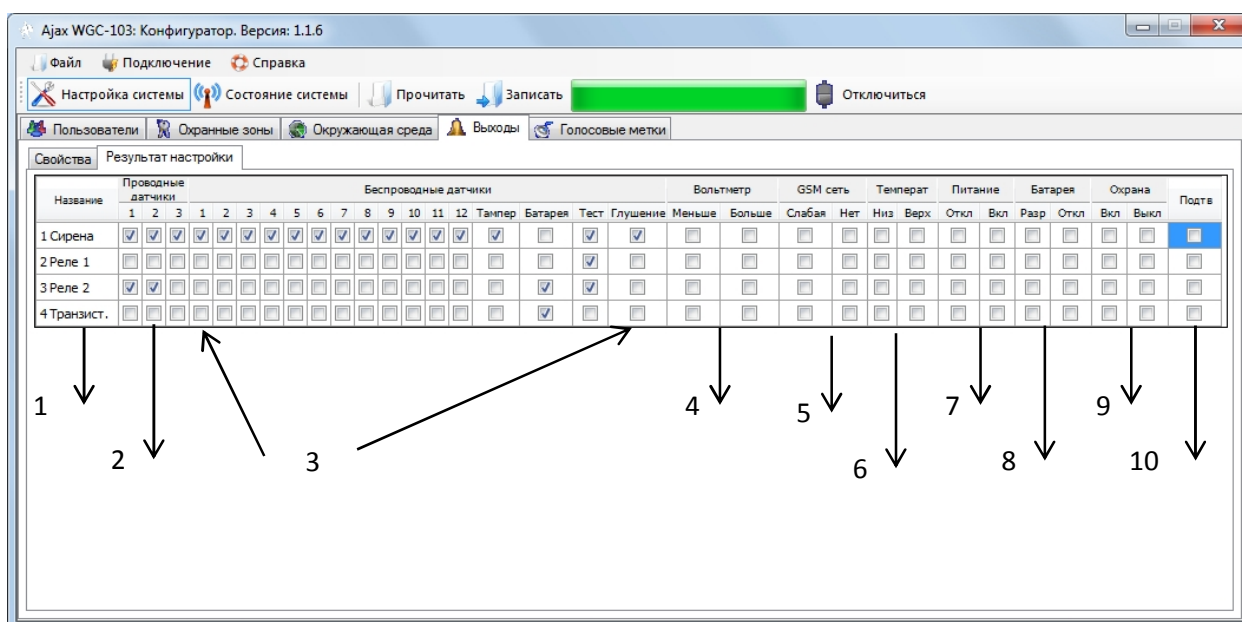 Ajax WGC-103: Конфигуратор. Версия: 1.1.6
Файл Подключение Справка
Настройка системы Состояние системы Прочитать Записать Отключиться
Пользователи Охранные зоны Окружающая среда Выходы Голосовые метки
Свойства Результат настройки
Название Проводные датчики Беспроводные датчики Вольтметр GSM сеть Температ Питание Батарея Охрана Подтв
1 2 3 1 2 3 4 5 6 7 8 9 10 11 12 Тампер Батарея Тест Глушение Меньше Больше Слабая Нет Низ Верх Откл Вкл Разр Откл Вкл Выкл
1 Сирена
2 Реле 1
3 Реле 2
4 Транзист.
1 4 5 7 9
2 3 6 8 10